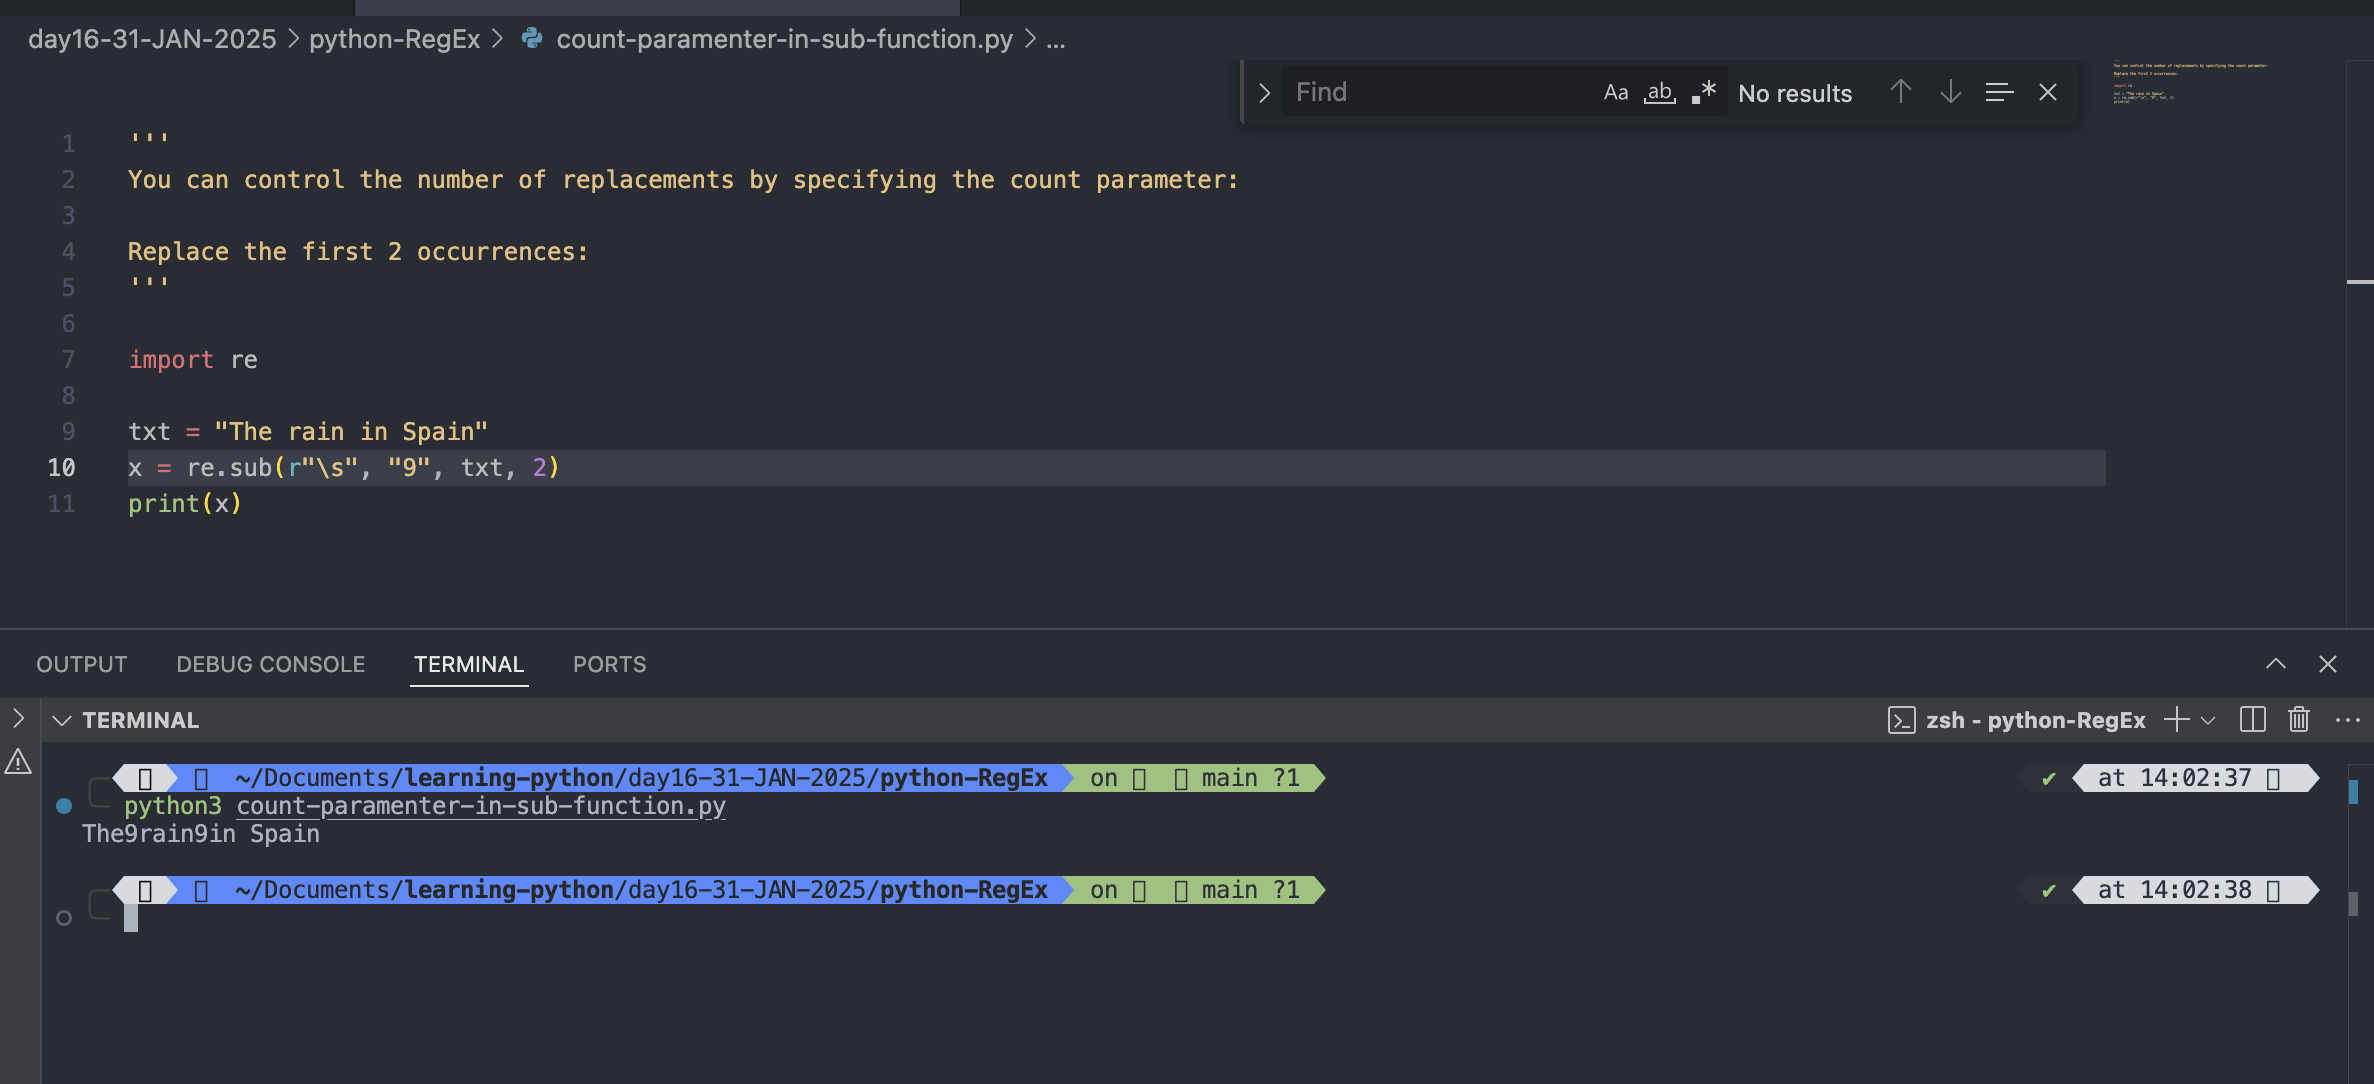 day16-31-JAN-2025 > python-RegEx > count-paramenter-in-sub-function.py > ...
Find Aa ab No results
1 '''
2 You can control the number of replacements by specifying the count parameter:
3
4 Replace the first 2 occurrences:
5 '''
6
7 import re
8
9 txt = "The rain in Spain"
10 x = re.sub(r"\s", "9", txt, 2)
11 print(x)
OUTPUT DEBUG CONSOLE TERMINAL PORTS
TERMINAL zsh - python-RegEx
~/Documents/learning-python/day16-31-JAN-2025/python-RegEx on main ?1 ✔ at 14:02:37
python3 count-paramenter-in-sub-function.py
The9rain9in Spain
~/Documents/learning-python/day16-31-JAN-2025/python-RegEx on main ?1 ✔ at 14:02:38